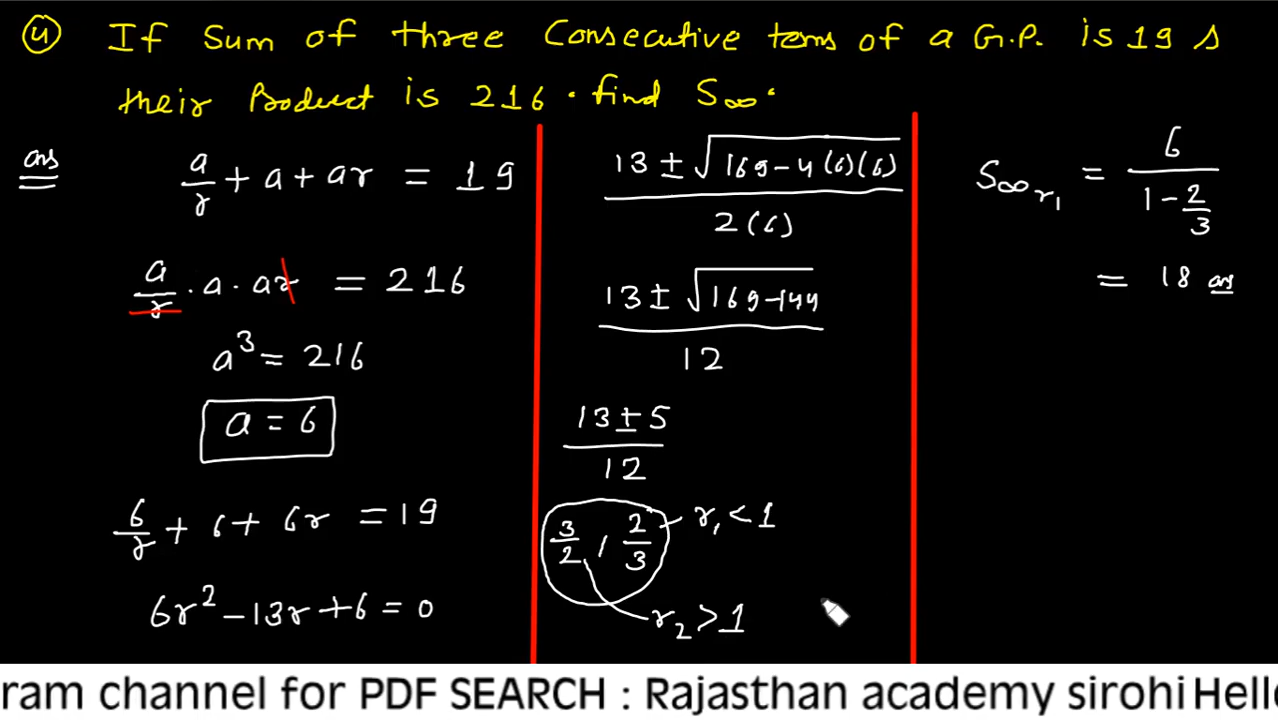 ④ If Sum of three Consecutive tems of a G.P. is 19 &
their Product is 216. find S∞.
ans
a/r + a + ar = 19
a/r · a · ar = 216
a³ = 216
a = 6
6/r + 6 + 6r = 19
6r² - 13r + 6 = 0
13 ± √169-4(6)(6)
2(6)
13 ± √169-144
12
13 ± 5
12
3/2, 2/3 r₁ < 1
r₂ > 1
S∞r₁ = 6/(1 - 2/3)
= 18 ans
ram channel for PDF SEARCH : Rajasthan academy sirohi Hello